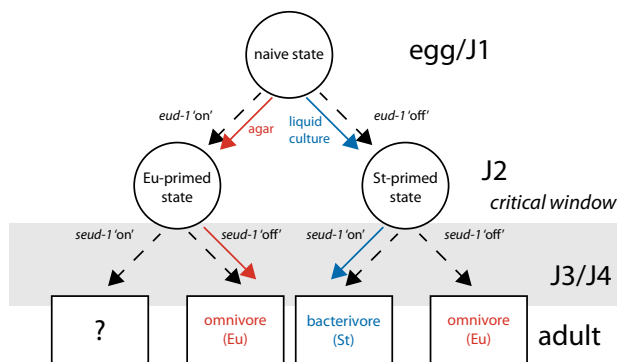 naive state
egg/J1
eud-1 ‘on’
agar
liquid
culture
eud-1 ‘off’
Eu-primed
state
St-primed
state
J2
critical window
seud-1 ‘on’
seud-1 ‘off’
seud-1 ‘on’
seud-1 ‘off’
J3/J4
?
omnivore
(Eu)
bacterivore
(St)
omnivore
(Eu)
adult